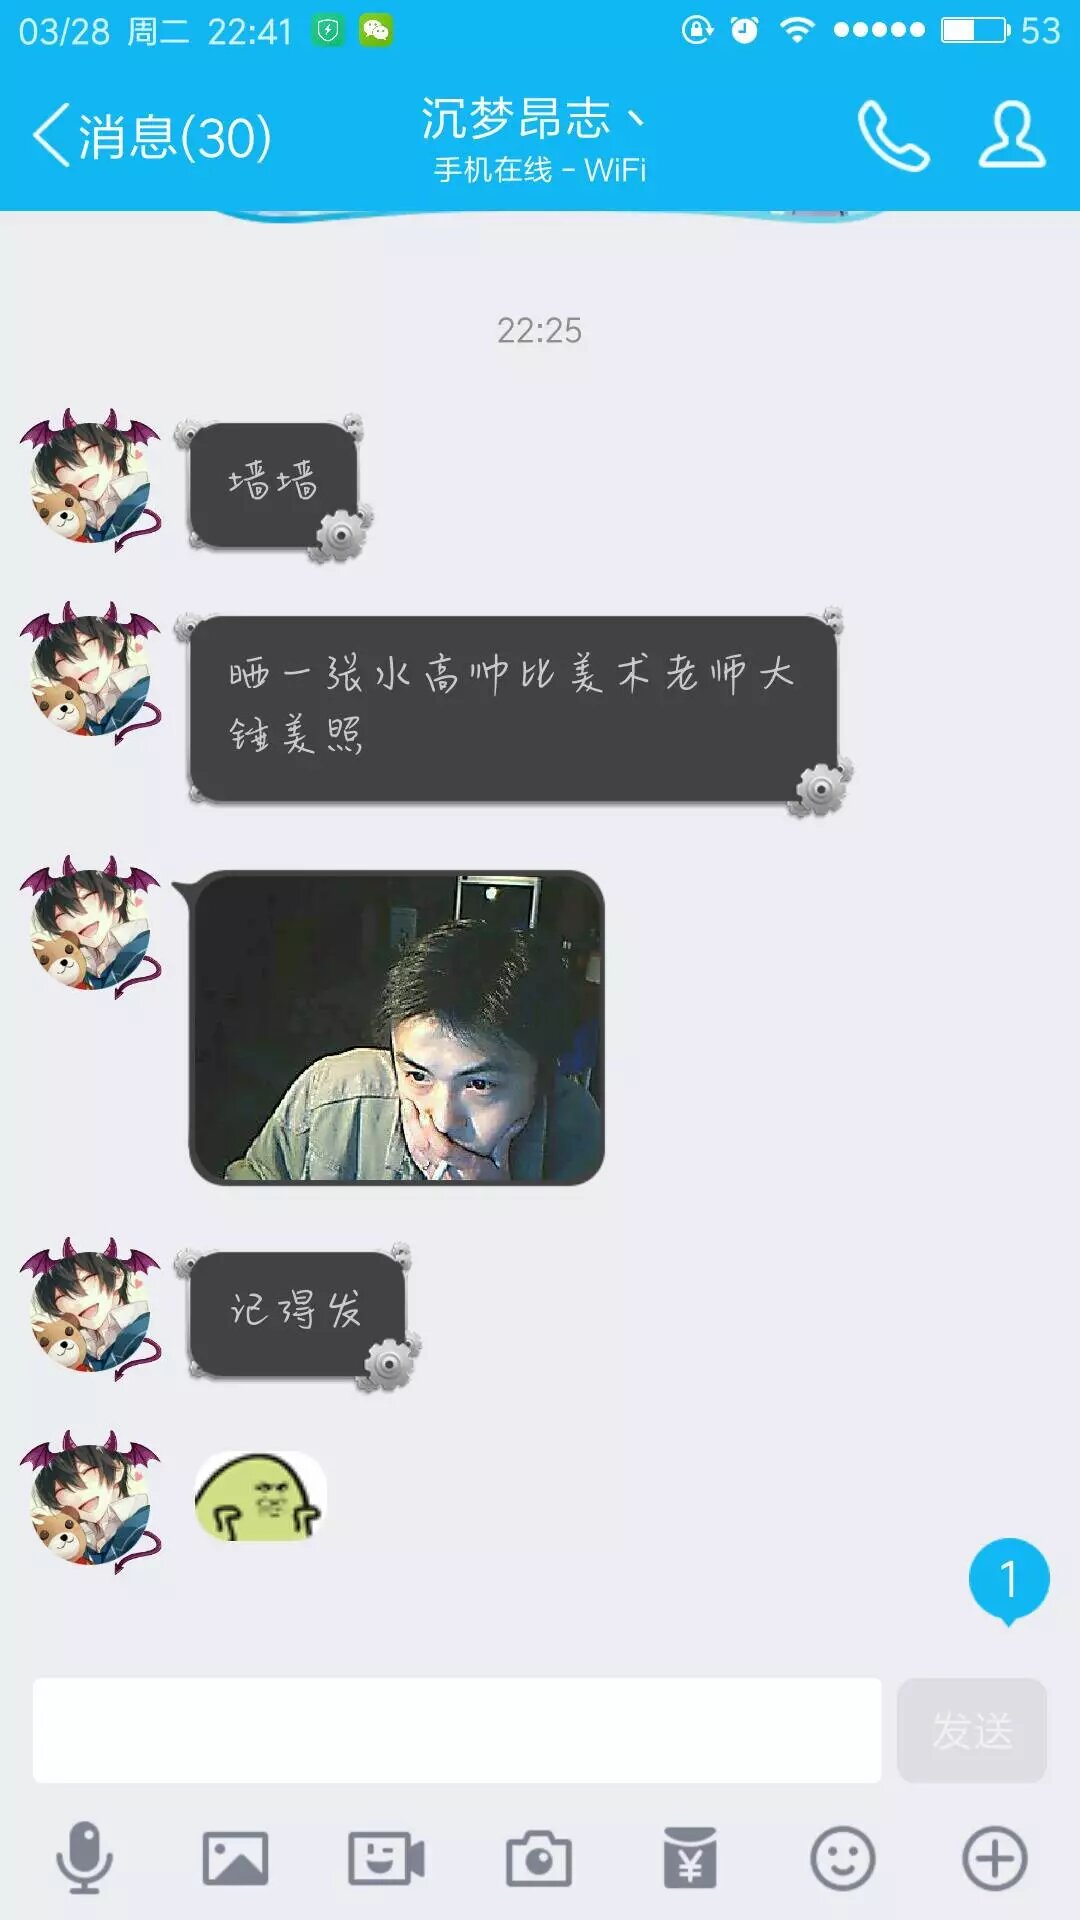 03/28 周二 22:41
53
消息(30)
沉梦昂志丶
手机在线 - WiFi
22:25
墙墙
晒一张水高帅比美术老师大
锤美照
记得发
1
发送